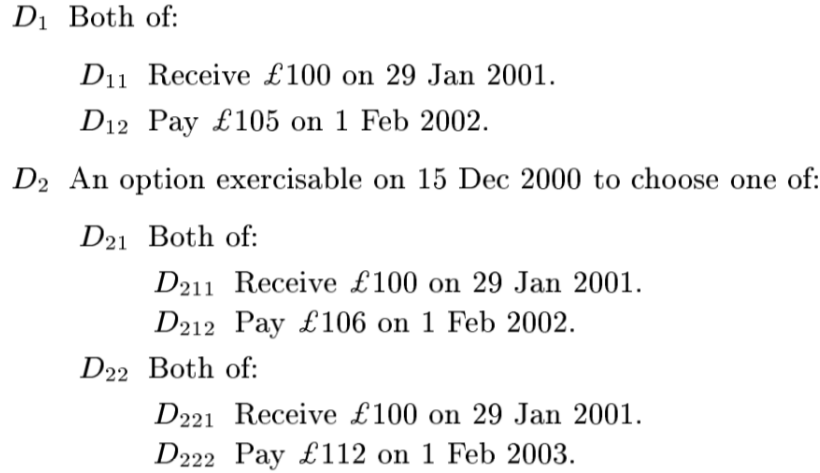 D₁ Both of:
D₁₁ Receive £100 on 29 Jan 2001.
D₁₂ Pay £105 on 1 Feb 2002.
D₂ An option exercisable on 15 Dec 2000 to choose one of:
D₂₁ Both of:
D₂₁₁ Receive £100 on 29 Jan 2001.
D₂₁₂ Pay £106 on 1 Feb 2002.
D₂₂ Both of:
D₂₂₁ Receive £100 on 29 Jan 2001.
D₂₂₂ Pay £112 on 1 Feb 2003.